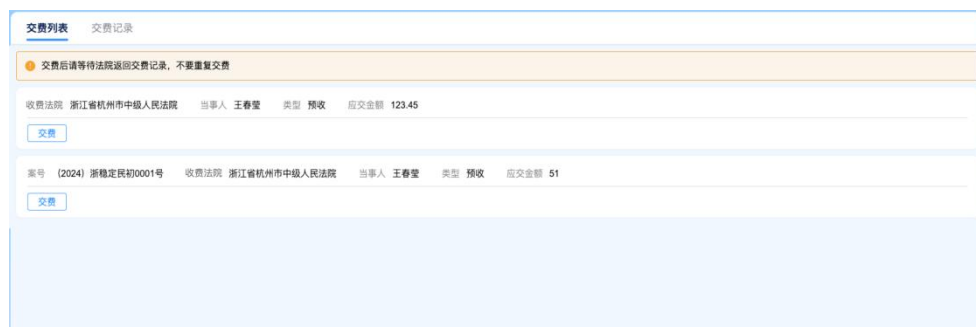 交费列表 交费记录
交费后请等待法院返回交费记录，不要重复交费
收费法院 浙江省杭州市中级人民法院 当事人 王春莹 类型 预收 应交金额 123.45
交费
案号 （2024）浙稳定民初0001号 收费法院 浙江省杭州市中级人民法院 当事人 王春莹 类型 预收 应交金额 51
交费